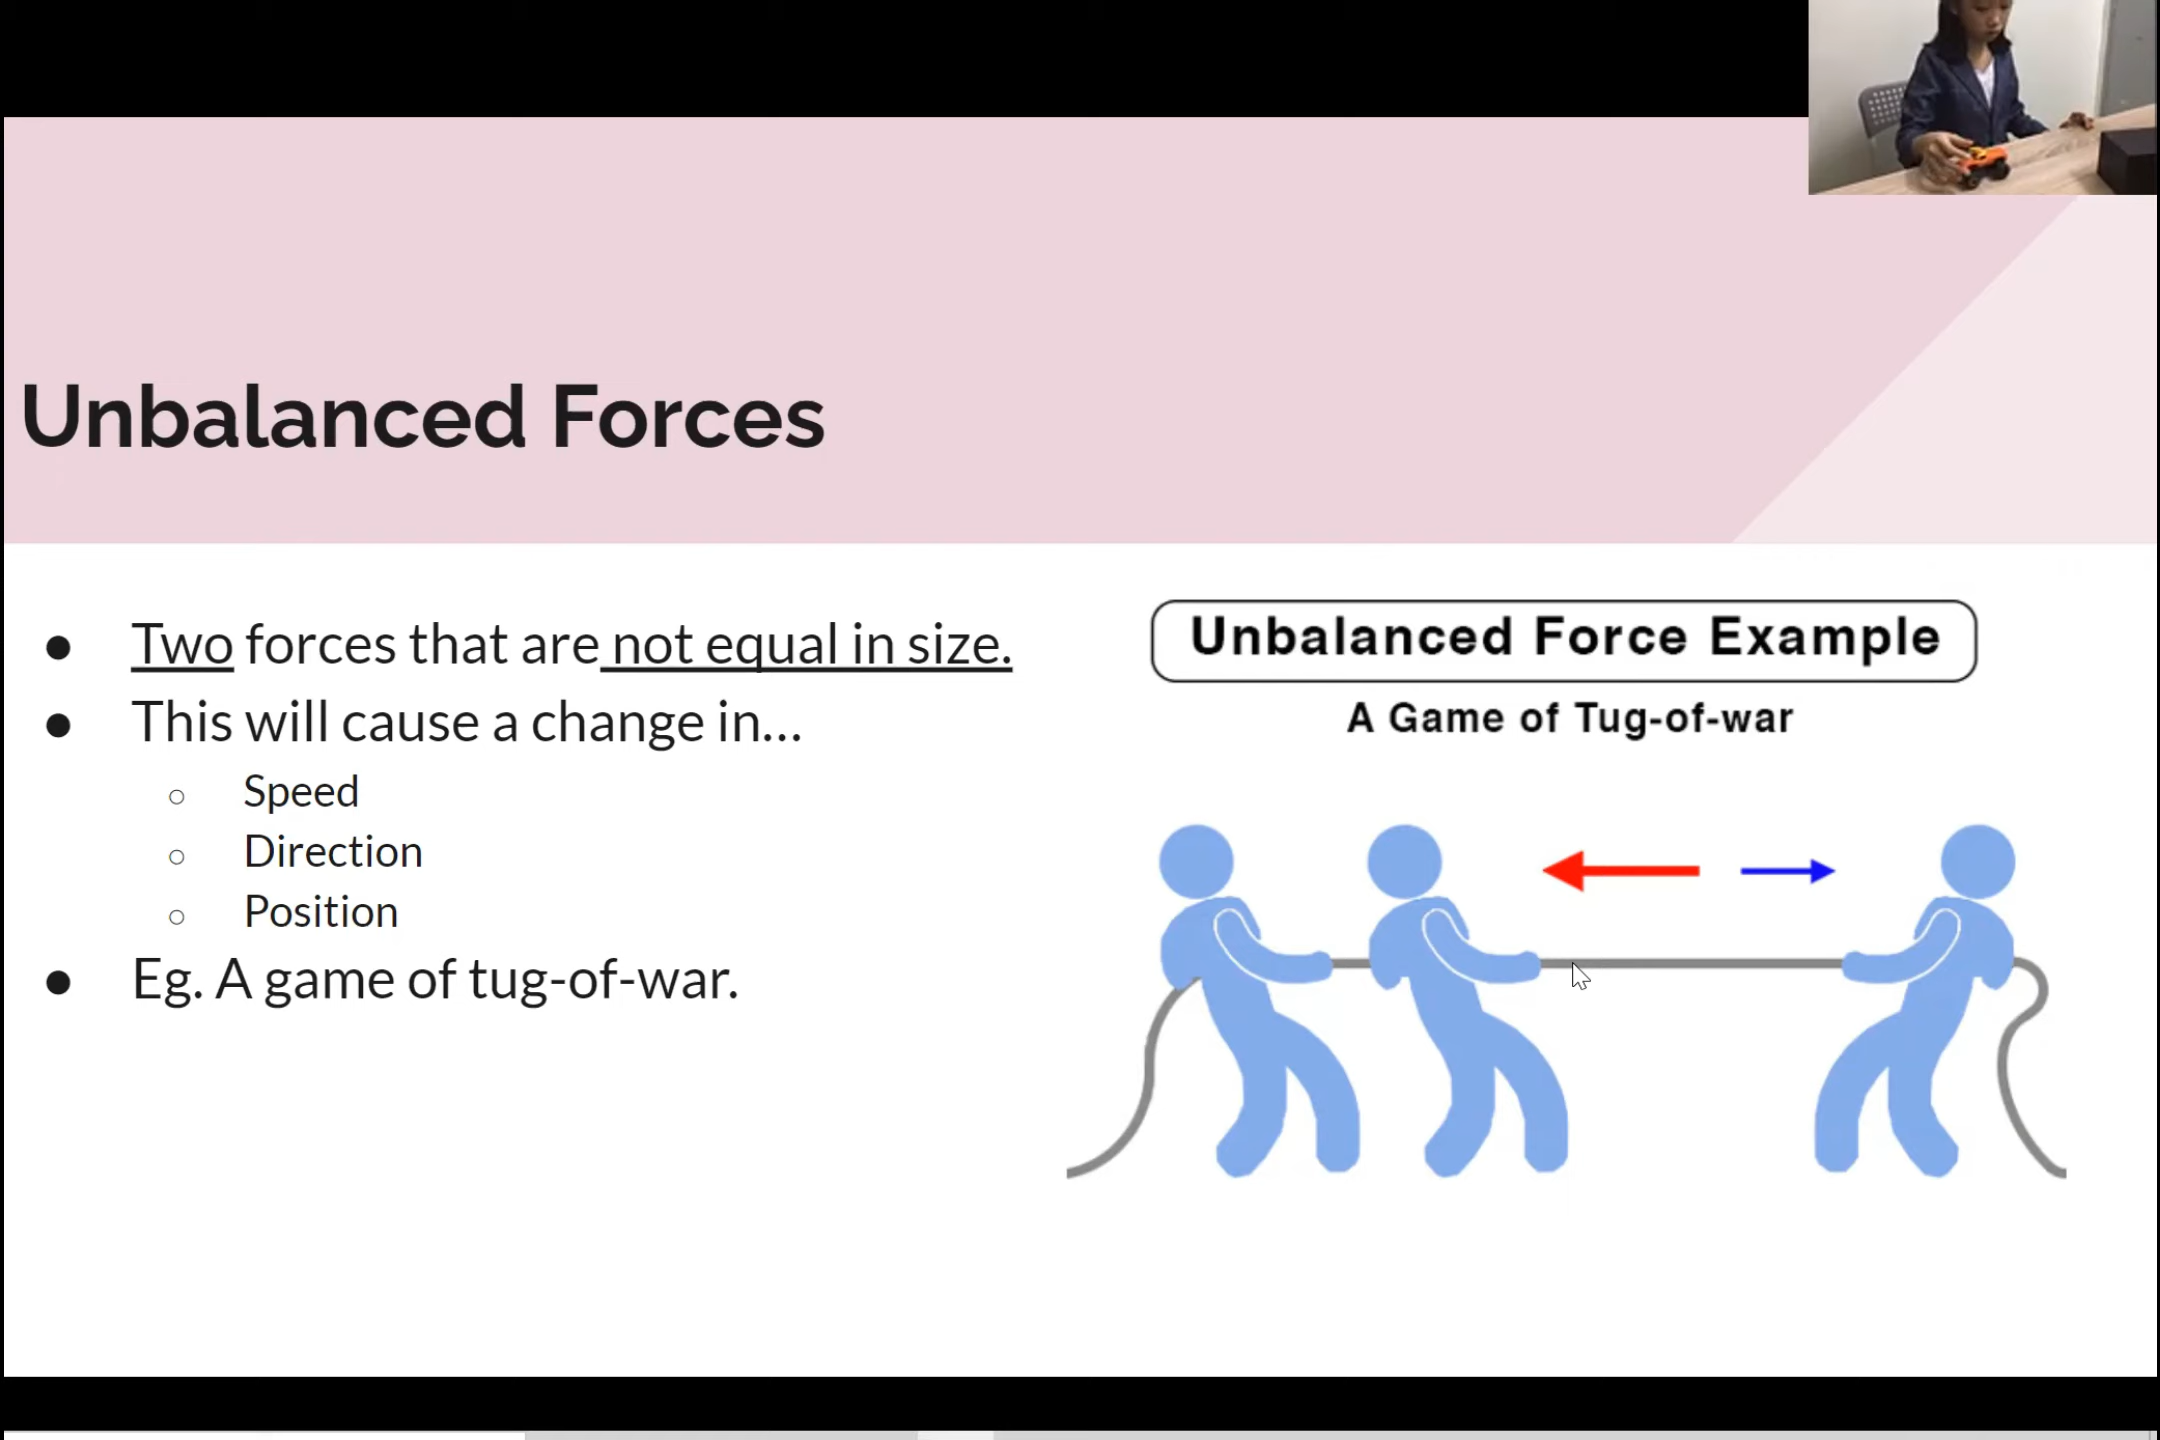 Unbalanced Forces
● Two forces that are not equal in size.
● This will cause a change in...
○ Speed
○ Direction
○ Position
● Eg. A game of tug-of-war.
Unbalanced Force Example
A Game of Tug-of-war